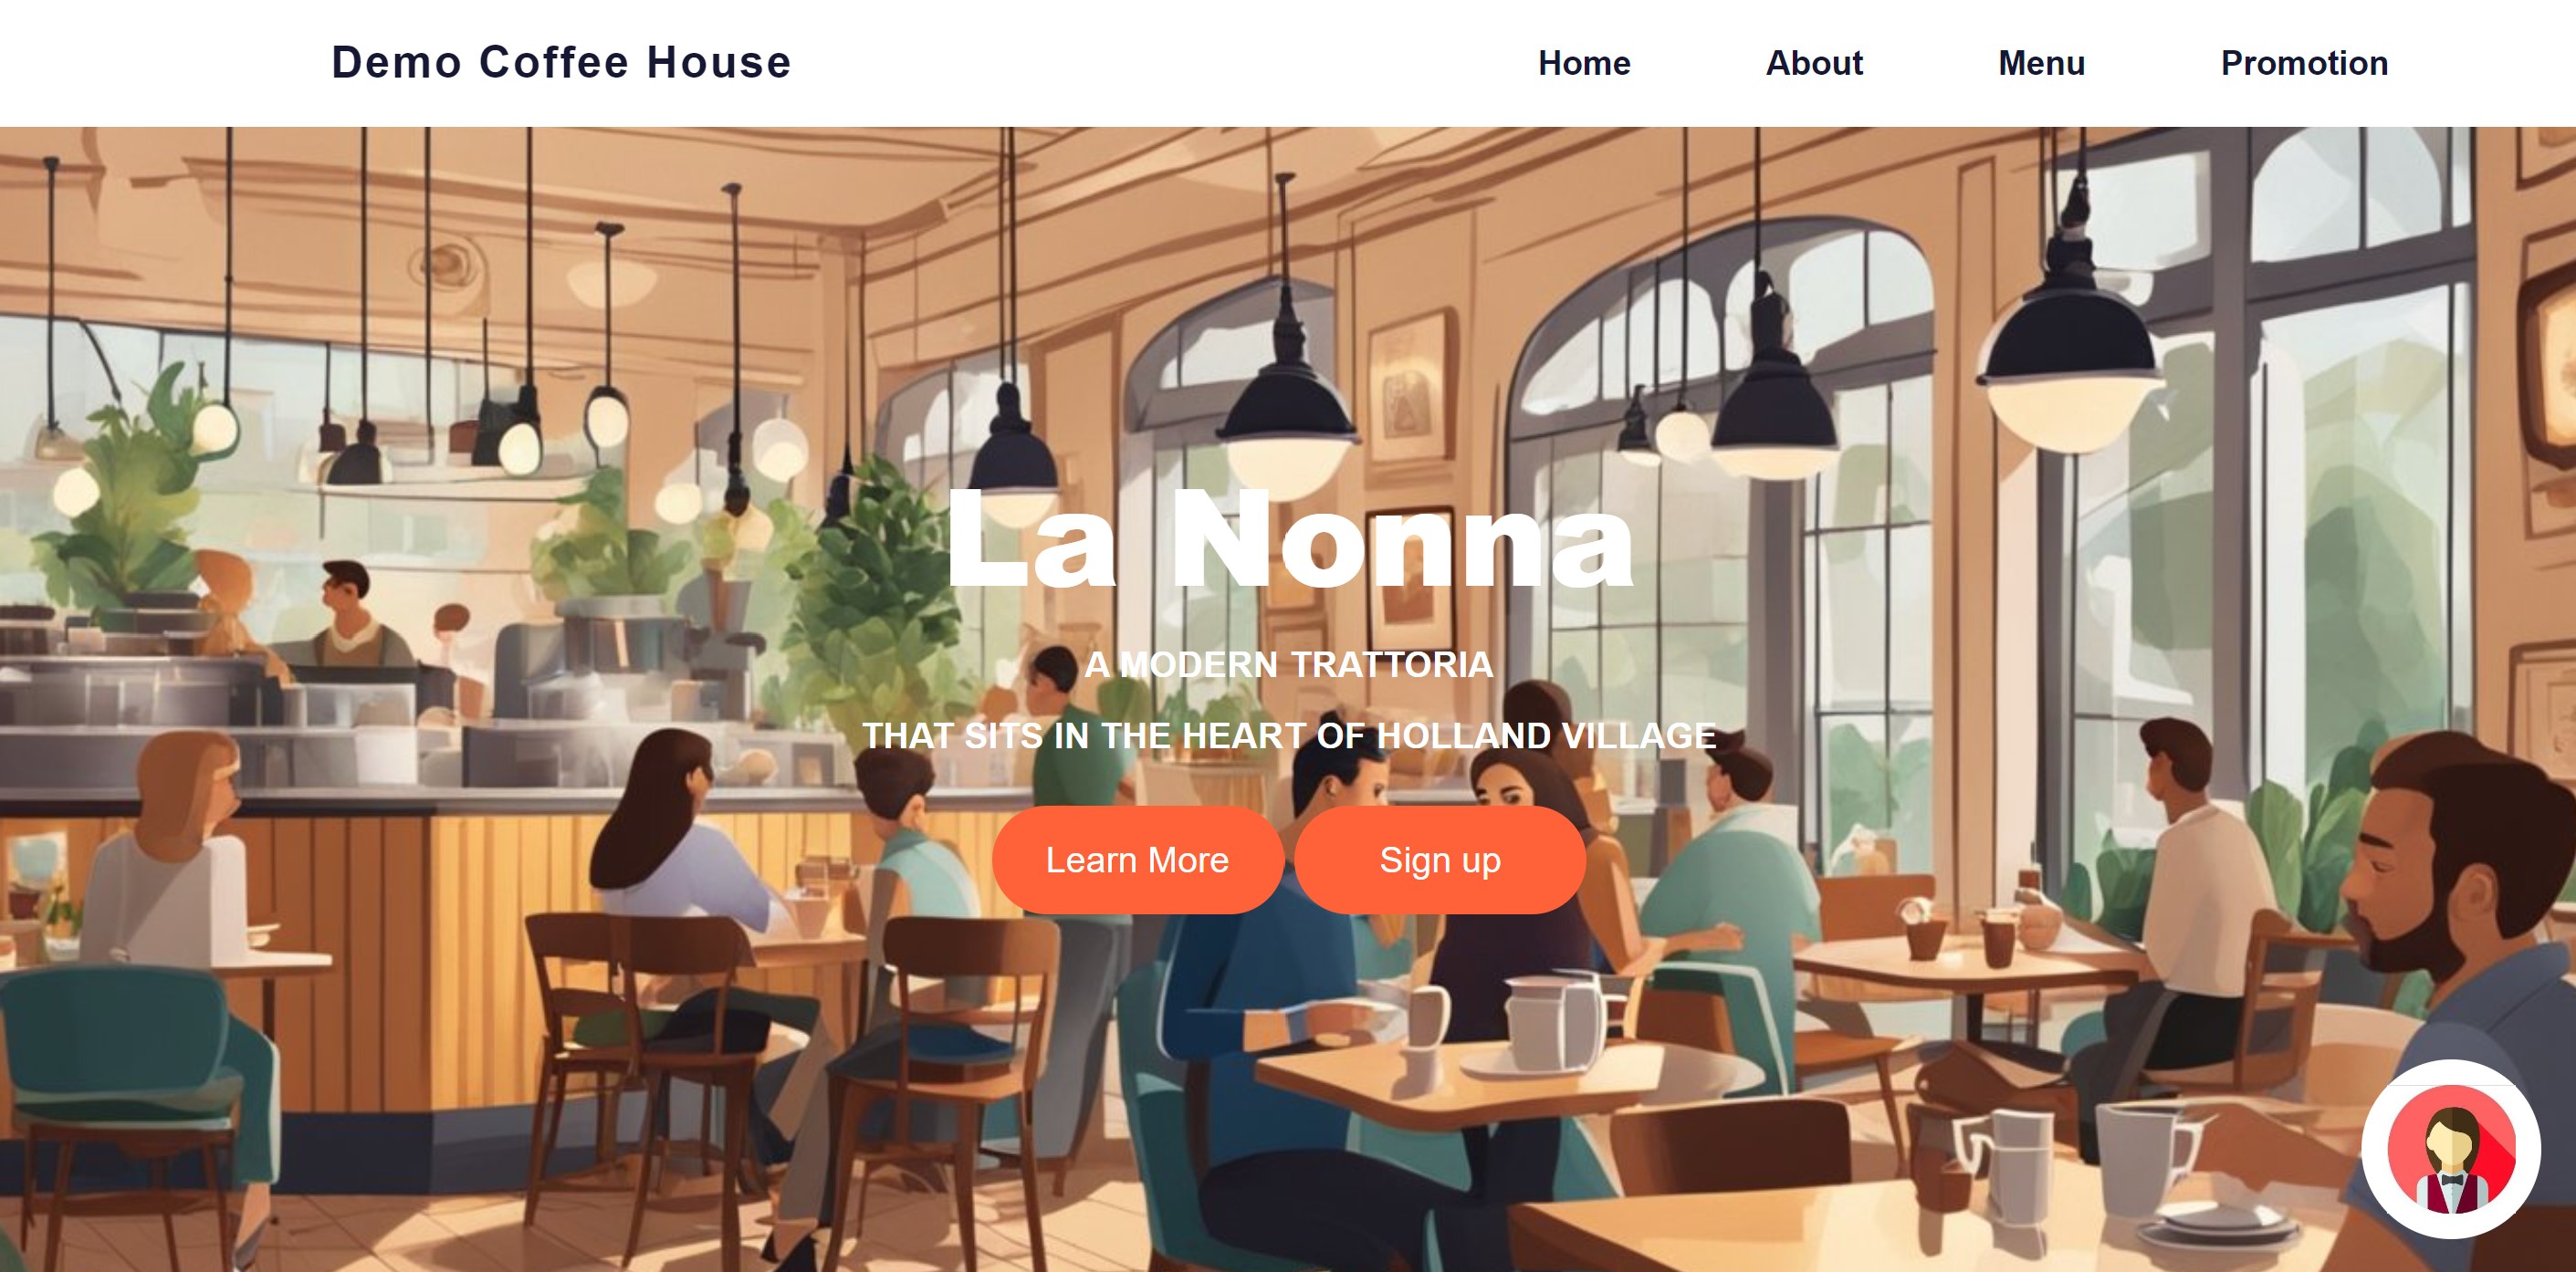 Demo Coffee House
Home About Menu Promotion
La Nonna
A MODERN TRATTORIA
THAT SITS IN THE HEART OF HOLLAND VILLAGE
Learn More Sign up